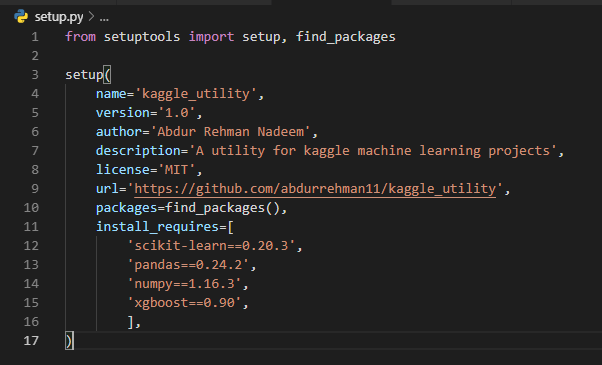 setup.py > ...
1 from setuptools import setup, find_packages
2
3 setup(
4     name='kaggle_utility',
5     version='1.0',
6     author='Abdur Rehman Nadeem',
7     description='A utility for kaggle machine learning projects',
8     license='MIT',
9     url='https://github.com/abdurrehman11/kaggle_utility',
10     packages=find_packages(),
11     install_requires=[
12         'scikit-learn==0.20.3',
13         'pandas==0.24.2',
14         'numpy==1.16.3',
15         'xgboost==0.90',
16         ],
17 )